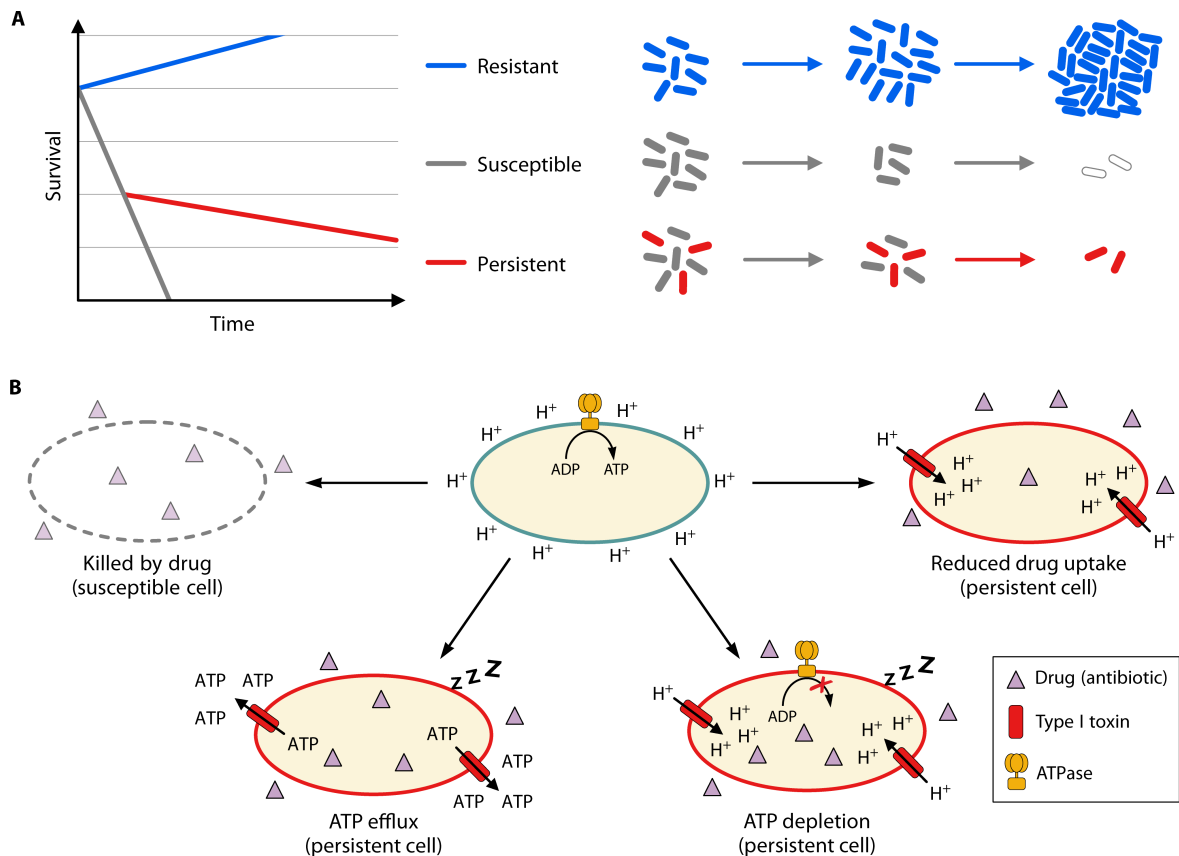 A
Survival
Time
Resistant
Susceptible
Persistent
B
H⁺ H⁺
H⁺ H⁺
ADP ATP
H⁺ H⁺
H⁺ H⁺
H⁺ H⁺
Killed by drug
(susceptible cell)
H⁺
H⁺ H⁺
H⁺ H⁺ H⁺ H⁺
H⁺
Reduced drug uptake
(persistent cell)
z z z
ATP ATP
ATP
ATP ATP
ATP
ATP ATP
ATP efflux
(persistent cell)
z z z
H⁺
ADP
H⁺ H⁺
H⁺ H⁺ H⁺ H⁺
H⁺
ATP depletion
(persistent cell)
Drug (antibiotic)
Type I toxin
ATPase